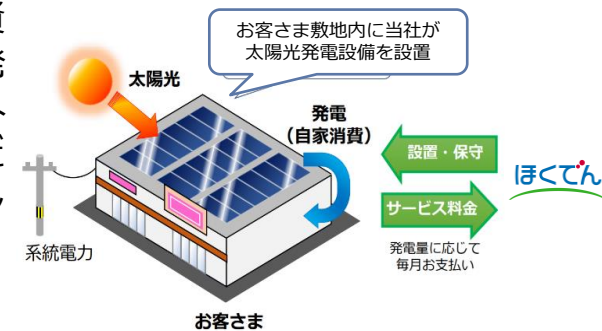 お客さま敷地内に当社が
太陽光発電設備を設置
太陽光
発電
（自家消費）
設置・保守
ほくでん
サービス料金
系統電力
発電量に応じて
毎月お支払い
お客さま